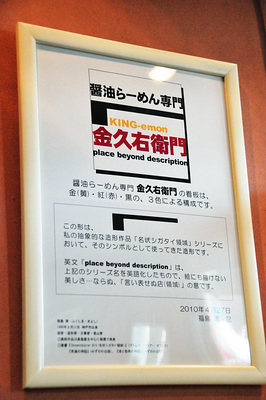 醤油らーめん専門
KING-emon
金久右衛門
place beyond description
醤油らーめん専門 金久右衛門の看板は、
金(黄)・紅(赤)・黒の、3色による構成です。
この形は、
私の抽象的な造形作品「名状シガタイ領域」シリーズに
おいて、そのシンボルとして使ってきた造形です。
英文「place beyond description」は、
上記のシリーズ名を英語化したもので、絵にも描けない
美しさ…ならぬ、「言い表せぬ店(領域)」の意です。
2010年4月27日
福島